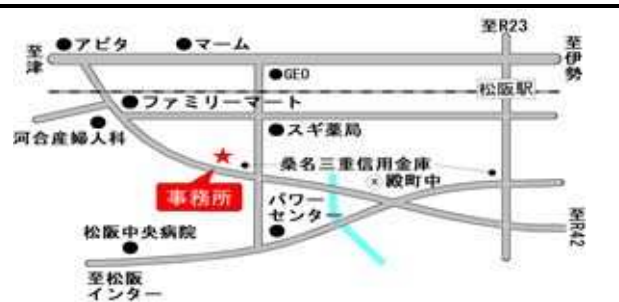 至R23
至津
●アピタ
●マーム
至伊勢
●GEO
松阪駅
●ファミリーマート
河合産婦人科
●スギ薬局
桑名三重信用金庫
×殿町中
事務所
パワー
センター
至R42
松阪中央病院
至松阪
インター